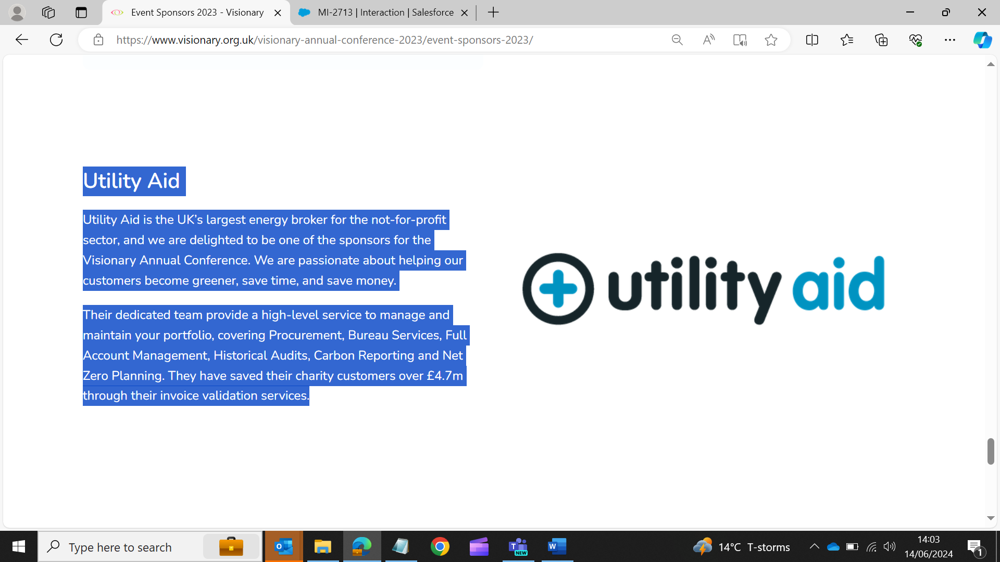 Event Sponsors 2023 - Visionary
MI-2713 | Interaction | Salesforce
https://www.visionary.org.uk/visionary-annual-conference-2023/event-sponsors-2023/
Utility Aid
Utility Aid is the UK’s largest energy broker for the not-for-profit
sector, and we are delighted to be one of the sponsors for the
Visionary Annual Conference. We are passionate about helping our
customers become greener, save time, and save money.
Their dedicated team provide a high-level service to manage and
maintain your portfolio, covering Procurement, Bureau Services, Full
Account Management, Historical Audits, Carbon Reporting and Net
Zero Planning. They have saved their charity customers over £4.7m
through their invoice validation services.
utility aid
Type here to search
NEW
14°C T-storms
14:03
14/06/2024
1